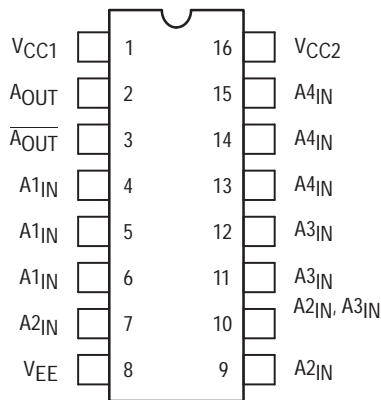 VCC1 1 16 VCC2
AOUT 2 15 A4IN
AOUT 3 14 A4IN
A1IN 4 13 A4IN
A1IN 5 12 A3IN
A1IN 6 11 A3IN
A2IN 7 10 A2IN, A3IN
VEE 8 9 A2IN